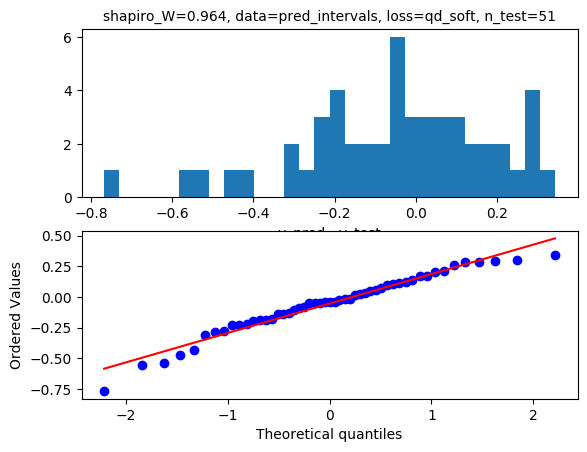 shapiro_W=0.964, data=pred_intervals, loss=qd_soft, n_test=51
6
4
2
0
−0.8 −0.6 −0.4 −0.2 0.0 0.2
0.50
0.25
0.00
−0.25
−0.50
−0.75
Ordered Values
−2 −1 0 1 2
Theoretical quantiles